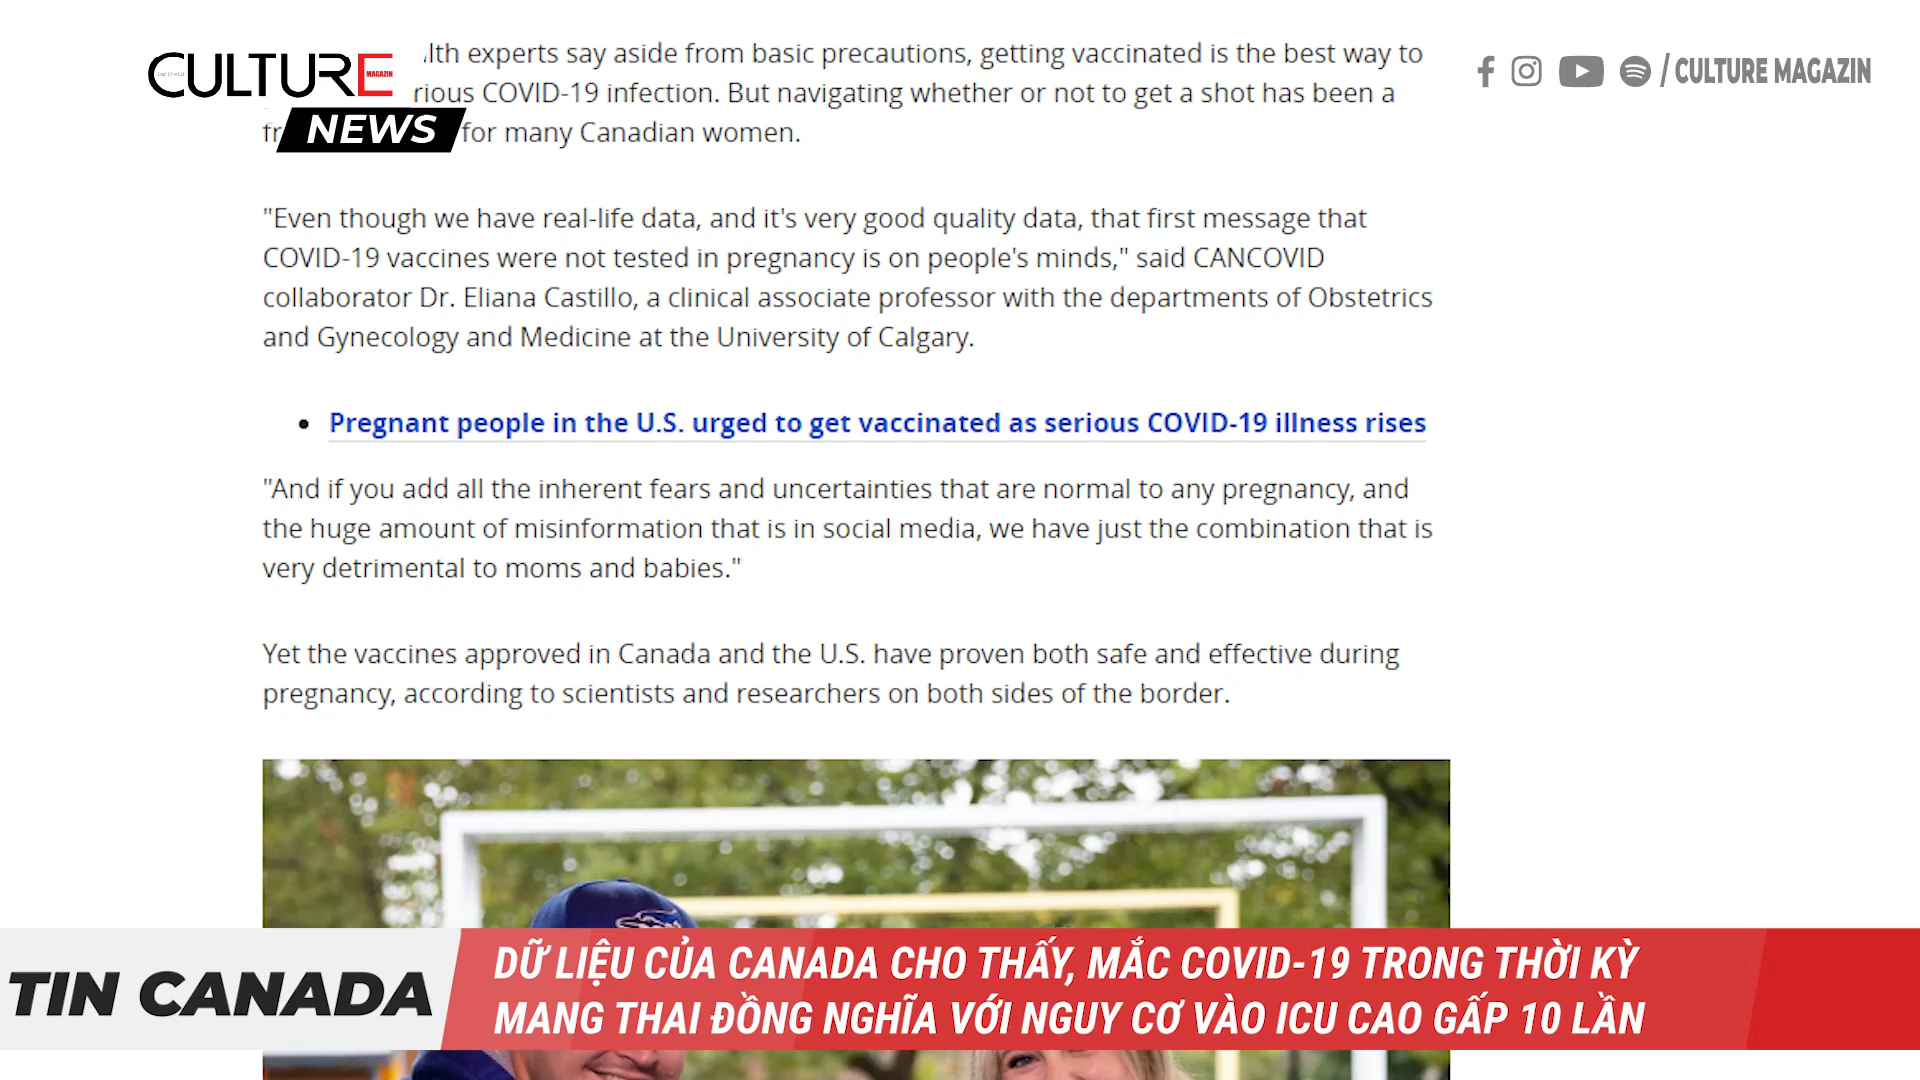 CULTURE
MAGAZIN
NEWS
experts say aside from basic precautions, getting vaccinated is the best way to
COVID-19 infection. But navigating whether or not to get a shot has been a
for many Canadian women.
/ CULTURE MAGAZIN
"Even though we have real-life data, and it's very good quality data, that first message that
COVID-19 vaccines were not tested in pregnancy is on people's minds," said CANCOVID
collaborator Dr. Eliana Castillo, a clinical associate professor with the departments of Obstetrics
and Gynecology and Medicine at the University of Calgary.
• Pregnant people in the U.S. urged to get vaccinated as serious COVID-19 illness rises
"And if you add all the inherent fears and uncertainties that are normal to any pregnancy, and
the huge amount of misinformation that is in social media, we have just the combination that is
very detrimental to moms and babies."
Yet the vaccines approved in Canada and the U.S. have proven both safe and effective during
pregnancy, according to scientists and researchers on both sides of the border.
TIN CANADA
DỮ LIỆU CỦA CANADA CHO THẤY, MẮC COVID-19 TRONG THỜI KỲ
MANG THAI ĐỒNG NGHĨA VỚI NGUY CƠ VÀO ICU CAO GẤP 10 LẦN